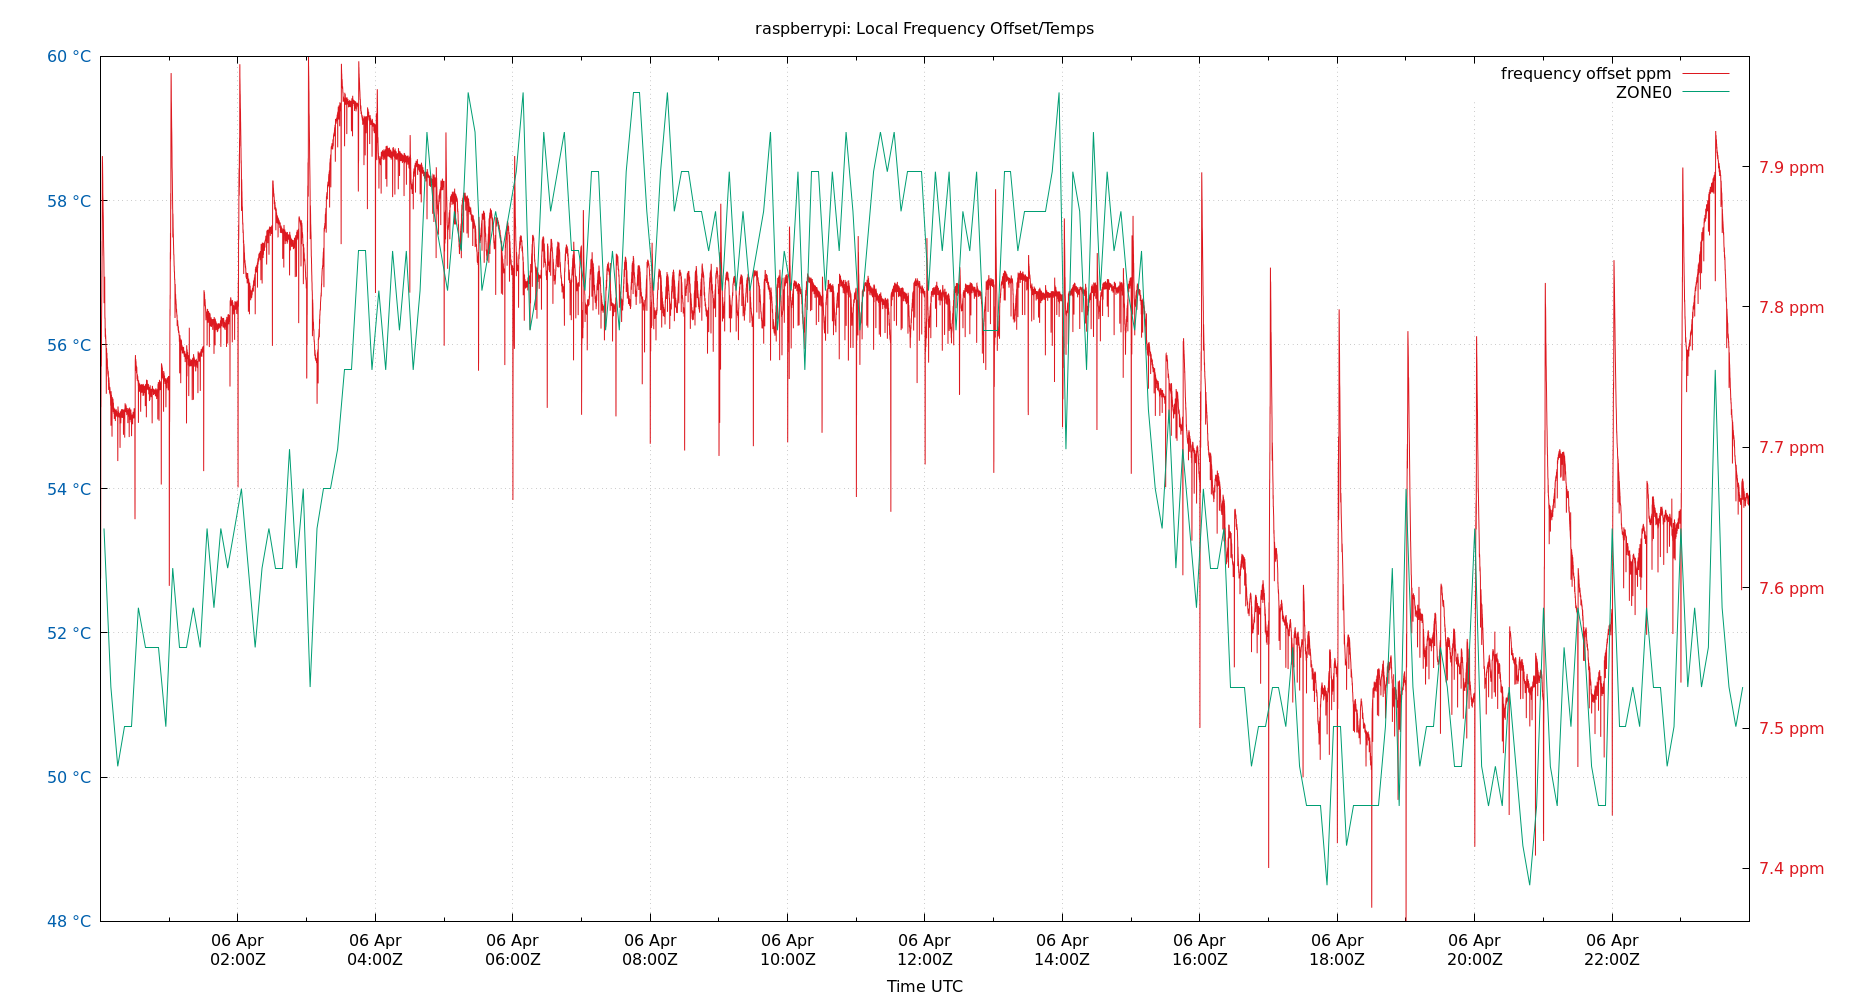 raspberrypi: Local Frequency Offset/Temps
frequency offset ppm
ZONE0
60 °C
58 °C
56 °C
54 °C
52 °C
50 °C
48 °C
7.9 ppm
7.8 ppm
7.7 ppm
7.6 ppm
7.5 ppm
7.4 ppm
06 Apr 06 Apr 06 Apr 06 Apr 06 Apr 06 Apr 06 Apr 06 Apr 06 Apr 06 Apr 06 Apr
02:00Z 04:00Z 06:00Z 08:00Z 10:00Z 12:00Z 14:00Z 16:00Z 18:00Z 20:00Z 22:00Z
Time UTC